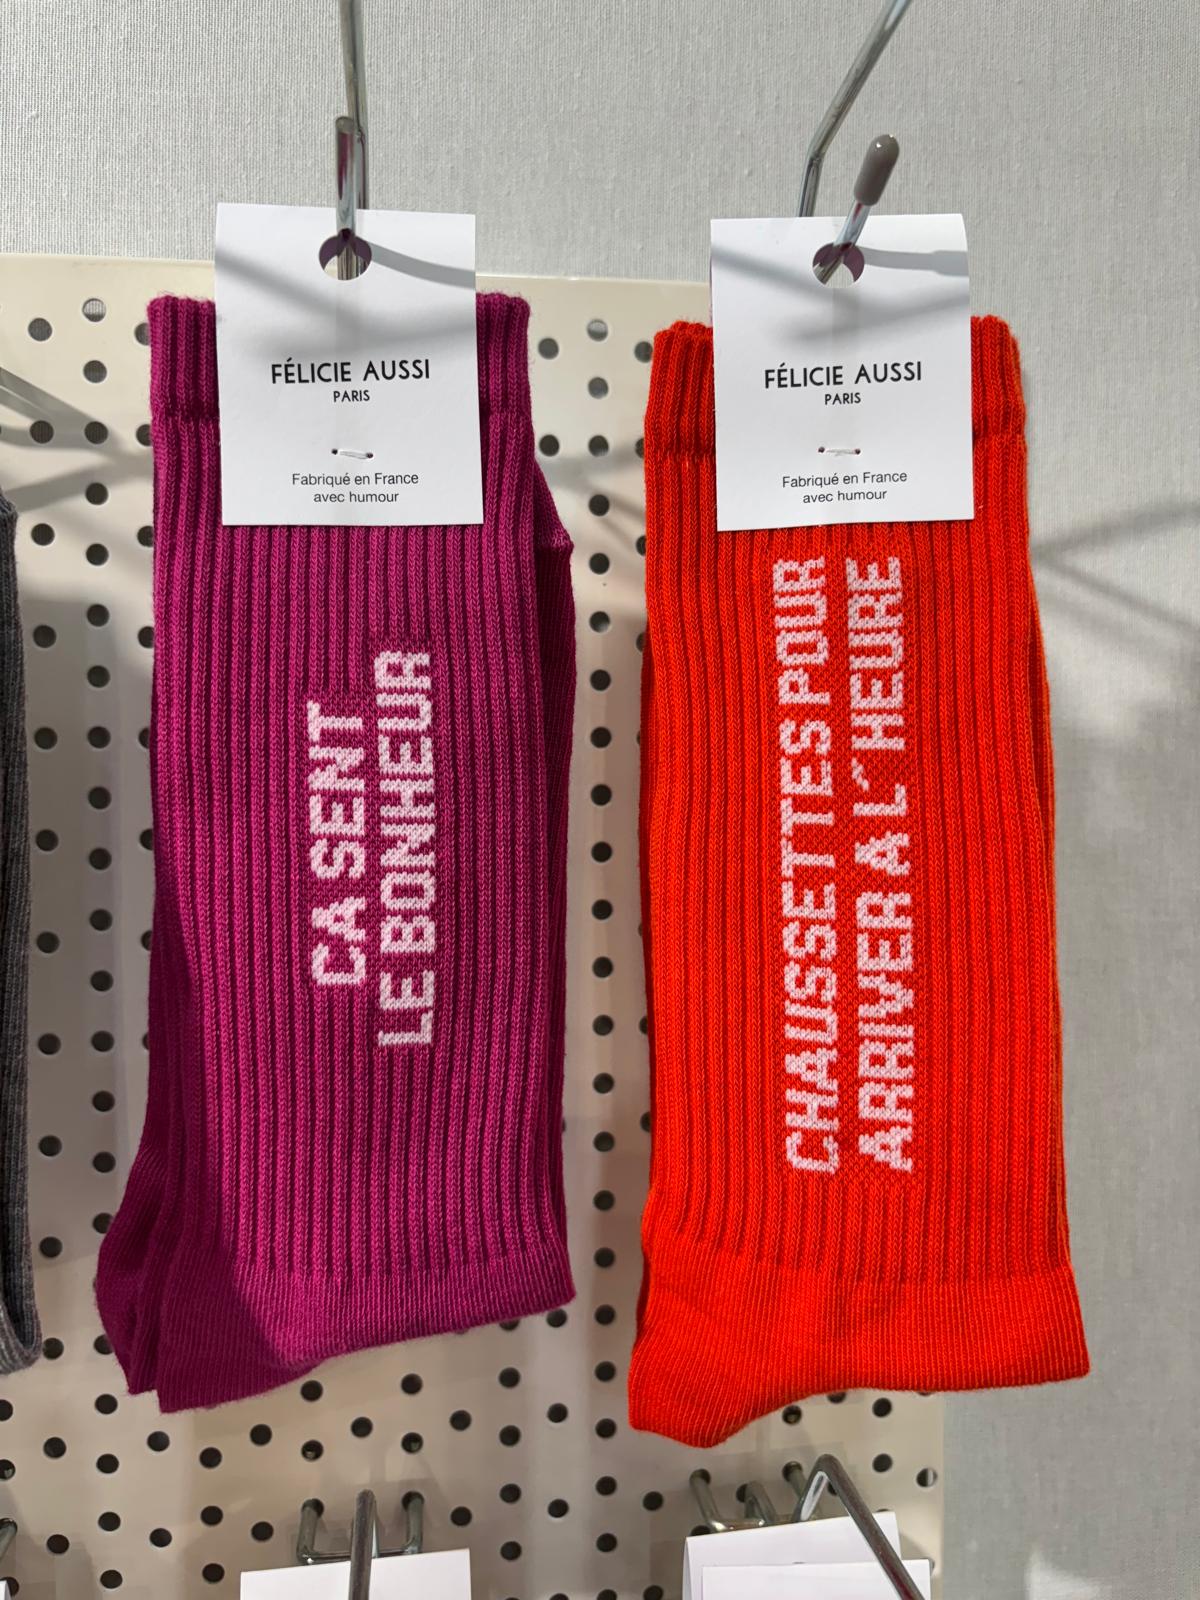 FÉLICIE AUSSI
PARIS
Fabriqué en France
avec humour
CA SENT
LE BONHEUR
FÉLICIE AUSSI
PARIS
Fabriqué en France
avec humour
CHAUSSETTES POUR
ARRIVER A L'HEURE